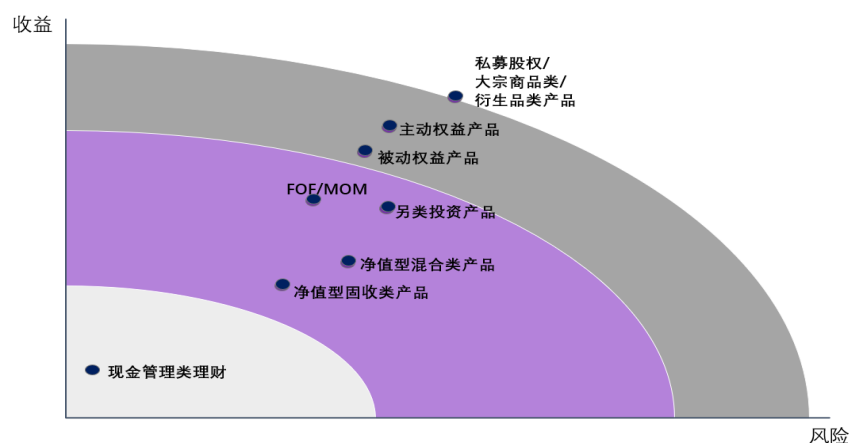 收益
私募股权/
大宗商品类/
衍生品类产品
主动权益产品
被动权益产品
FOF/MOM
另类投资产品
净值型混合类产品
净值型固收类产品
现金管理类理财
风险